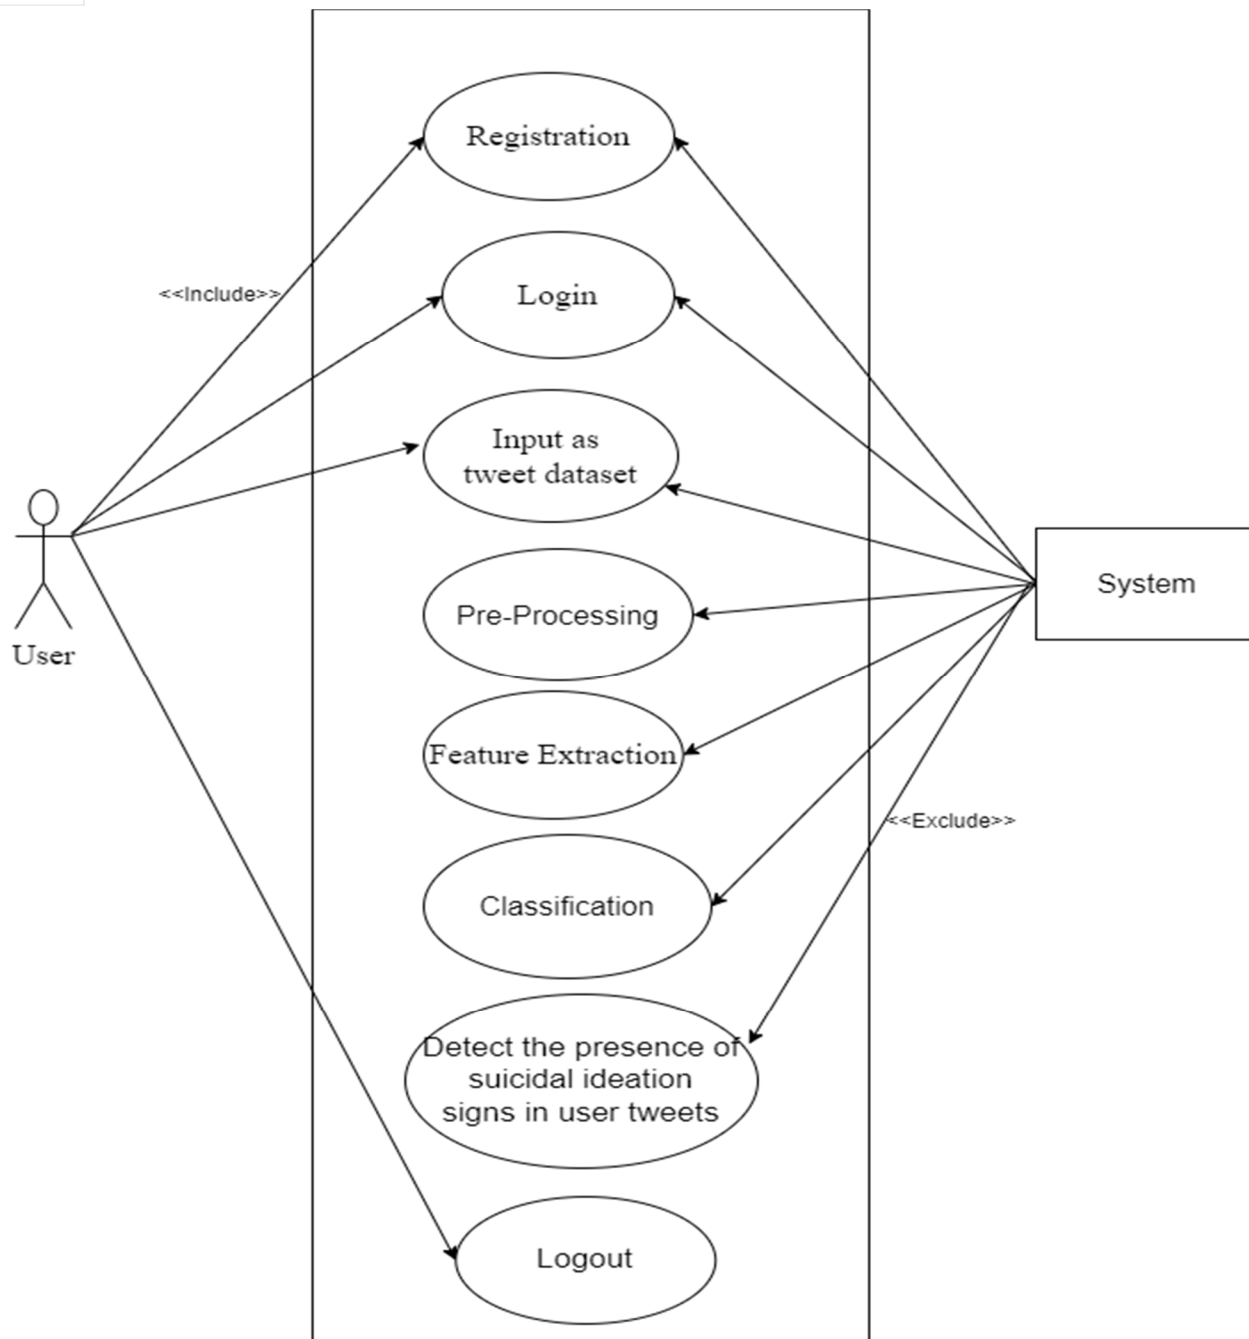 Registration
<<Include>>
Login
Input as
tweet dataset
System
Pre-Processing
User
Feature Extraction
<<Exclude>>
Classification
Detect the presence of
suicidal ideation
signs in user tweets
Logout